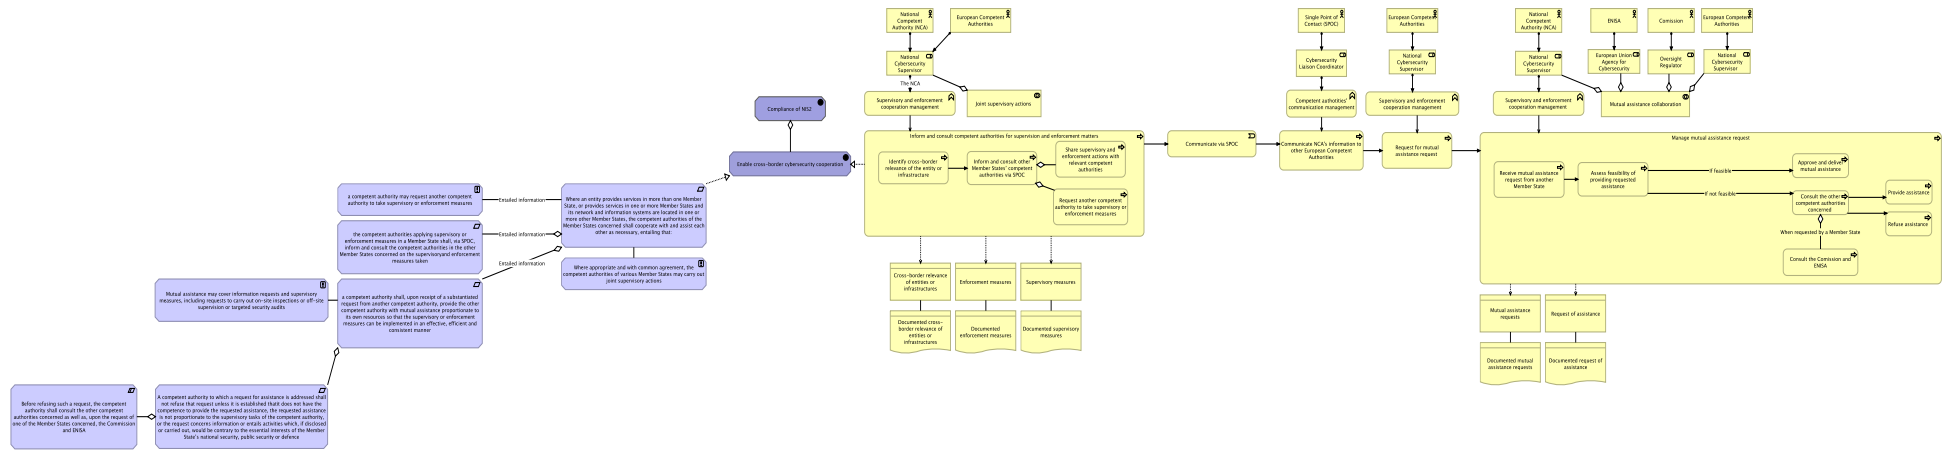 National
Competent
Authority (NCA)
European Competent
Authorities
National
Cybersecurity
Supervisor
The NCA
Supervisory and enforcement
cooperation management
Joint supervisory actions
Single Point of
Contact (SPOC)
Cybersecurity
Liaison Coordinator
Competent authotities'
communication management
European Competent
Authorities
National
Cybersecurity
Supervisor
Supervisory and enforcement
cooperation management
National
Competent
Authority (NCA)
ENISA
Comission
European Competent
Authorities
National
Cybersecurity
Supervisor
European Union
Agency for
Cybersecurity
Oversight
Regulator
National
Cybersecurity
Supervisor
Supervisory and enforcement
cooperation management
Mutual assistance collaboration
Compliance of NIS2
Enable cross-border cybersecurity cooperation
Inform and consult competent authorities for supervision and enforcement matters
Identify cross-border
relevance of the entity or
infrastructure
Inform and consult other
Member States' competent
authorities via SPOC
Share supervisory and
enforcement actions with
relevant competent
authorities
Request another competent
authority to take supervisory or
enforcement measures
Communicate via SPOC
Communicate NCA's information to
other European Competent
Authorities
Request for mutual
assistance request
Manage mutual assistance request
Receive mutual assistance
request from another
Member State
Assess feasibility of
providing requested
assistance
If feasible
Approve and deliver
mutual assistance
If not feasible
Consult the other
competent authorities
concerned
Provide assistance
Refuse assistance
When requested by a Member State
Consult the Comission and
ENISA
Cross-border relevance
of entities or
infrastructures
Enforcement measures
Supervisory measures
Documented cross-
border relevance of
entities or
infrastructures
Documented
enforcement measures
Documented supervisory
measures
Mutual assistance
requests
Request of assistance
Documented mutual
assistance requests
Documented request of
assistance
a competent authority may request another competent
authority to take supervisory or enforcement measures
Entailed information
Where an entity provides services in more than one Member
State, or provides services in one or more Member States and
its network and information systems are located in one or
more other Member States, the competent authorities of the
Member States concerned shall cooperate with and assist each
other as necessary, entailing that:
the competent authorities applying supervisory or
enforcement measures in a Member State shall, via SPOC,
inform and consult the competent authorities in the other
Member States concerned on the supervisoryand enforcement
measures taken
Entailed information
Entailed information
Where appropriate and with common agreement, the
competent authorities of various Member States may carry out
joint supervisory actions
Mutual assistance may cover information requests and supervisory
measures, including requests to carry out on-site inspections or off-site
supervision or targeted security audits
a competent authority shall, upon receipt of a substantiated
request from another competent authority, provide the other
competent authority with mutual assistance proportionate to
its own resources so that the supervisory or enforcement
measures can be implemented in an effective, efficient and
consistent manner
Before refusing such a request, the competent
authority shall consult the other competent
authorities concerned as well as, upon the request of
one of the Member States concerned, the Commission
and ENISA
A competent authority to which a request for assistance is addressed shall
not refuse that request unless it is established thatit does not have the
competence to provide the requested assistance, the requested assistance
is not proportionate to the supervisory tasks of the competent authority,
or the request concerns information or entails activities which, if disclosed
or carried out, would be contrary to the essential interests of the Member
State's national security, public security or defence